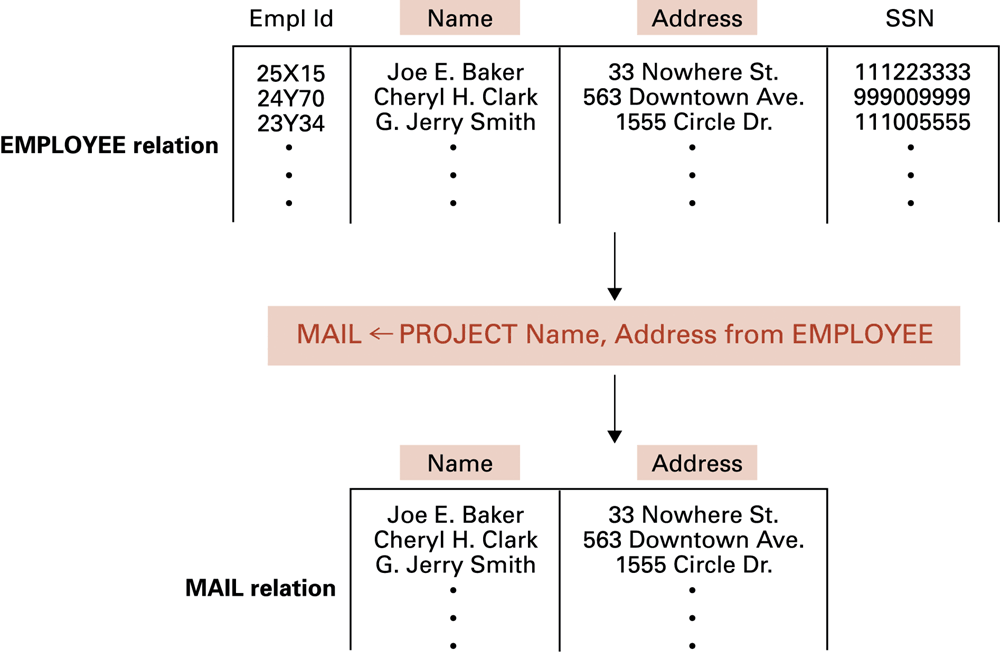 Empl Id Name Address SSN
25X15 Joe E. Baker 33 Nowhere St. 111223333
24Y70 Cheryl H. Clark 563 Downtown Ave. 999009999
23Y34 G. Jerry Smith 1555 Circle Dr. 111005555
EMPLOYEE relation
MAIL ← PROJECT Name, Address from EMPLOYEE
Name Address
Joe E. Baker 33 Nowhere St.
Cheryl H. Clark 563 Downtown Ave.
G. Jerry Smith 1555 Circle Dr.
MAIL relation